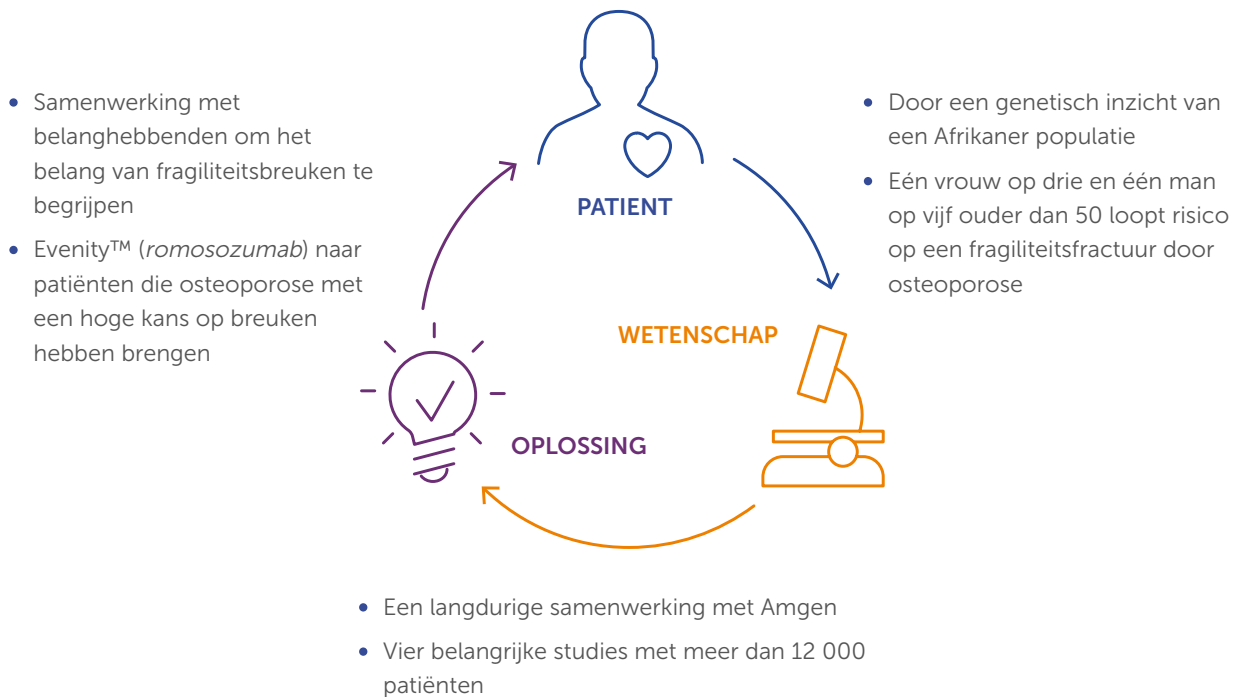 PATIENT
• Samenwerking met
belanghebbenden om het
belang van fragiliteitsbreuken te
begrijpen
• Evenity™ (romosozumab) naar
patiënten die osteoporose met
een hoge kans op breuken
hebben brengen
• Door een genetisch inzicht van
een Afrikaner populatie
• Eén vrouw op drie en één man
op vijf ouder dan 50 loopt risico
op een fragiliteitsfractuur door
osteoporose
WETENSCHAP
OPLOSSING
• Een langdurige samenwerking met Amgen
• Vier belangrijke studies met meer dan 12 000
patiënten